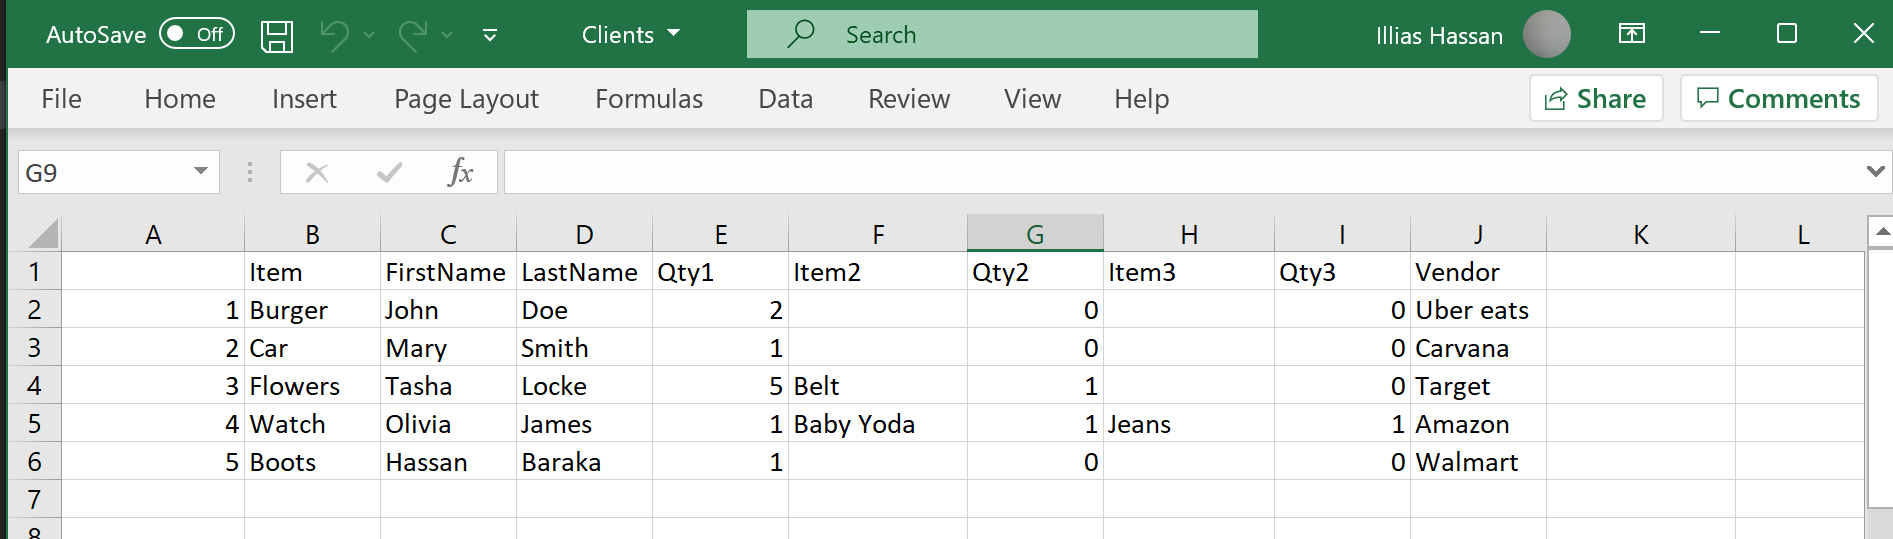 AutoSave Off Clients Search Illias Hassan
File Home Insert Page Layout Formulas Data Review View Help Share Comments
G9 fx
A B C D E F G H I J K L
1 Item FirstName LastName Qty1 Item2 Qty2 Item3 Qty3 Vendor
2 1 Burger John Doe 2 0 0 Uber eats
3 2 Car Mary Smith 1 0 0 Carvana
4 3 Flowers Tasha Locke 5 Belt 1 0 Target
5 4 Watch Olivia James 1 Baby Yoda 1 Jeans 1 Amazon
6 5 Boots Hassan Baraka 1 0 0 Walmart
7
8